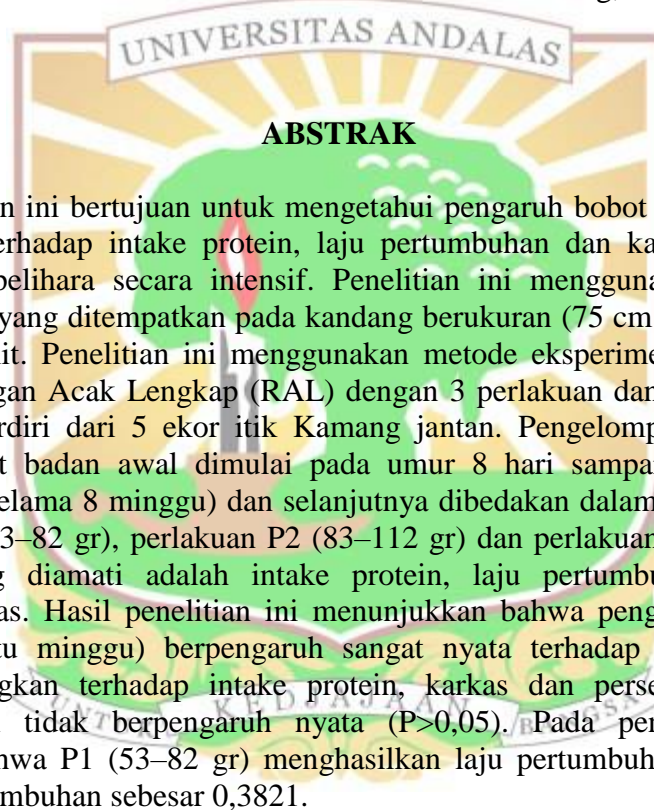 UNIVERSITAS ANDALAS
ABSTRAK
n ini bertujuan untuk mengetahui pengaruh bobot
erhadap intake protein, laju pertumbuhan dan ka
pelihara secara intensif. Penelitian ini mengguna
yang ditempatkan pada kandang berukuran (75 cm
it. Penelitian ini menggunakan metode eksperime
gan Acak Lengkap (RAL) dengan 3 perlakuan dan
rdiri dari 5 ekor itik Kamang jantan. Pengelomp
t badan awal dimulai pada umur 8 hari sampa
elama 8 minggu) dan selanjutnya dibedakan dalam
3–82 gr), perlakuan P2 (83–112 gr) dan perlakuan
g diamati adalah intake protein, laju pertumbu
as. Hasil penelitian ini menunjukkan bahwa peng
tu minggu) berpengaruh sangat nyata terhadap
gkan terhadap intake protein, karkas dan perse
tidak berpengaruh nyata (P>0,05). Pada pen
hwa P1 (53–82 gr) menghasilkan laju pertumbuh
mbuhan sebesar 0,3821.
UNTUK KEDJAJAAN BANGSA